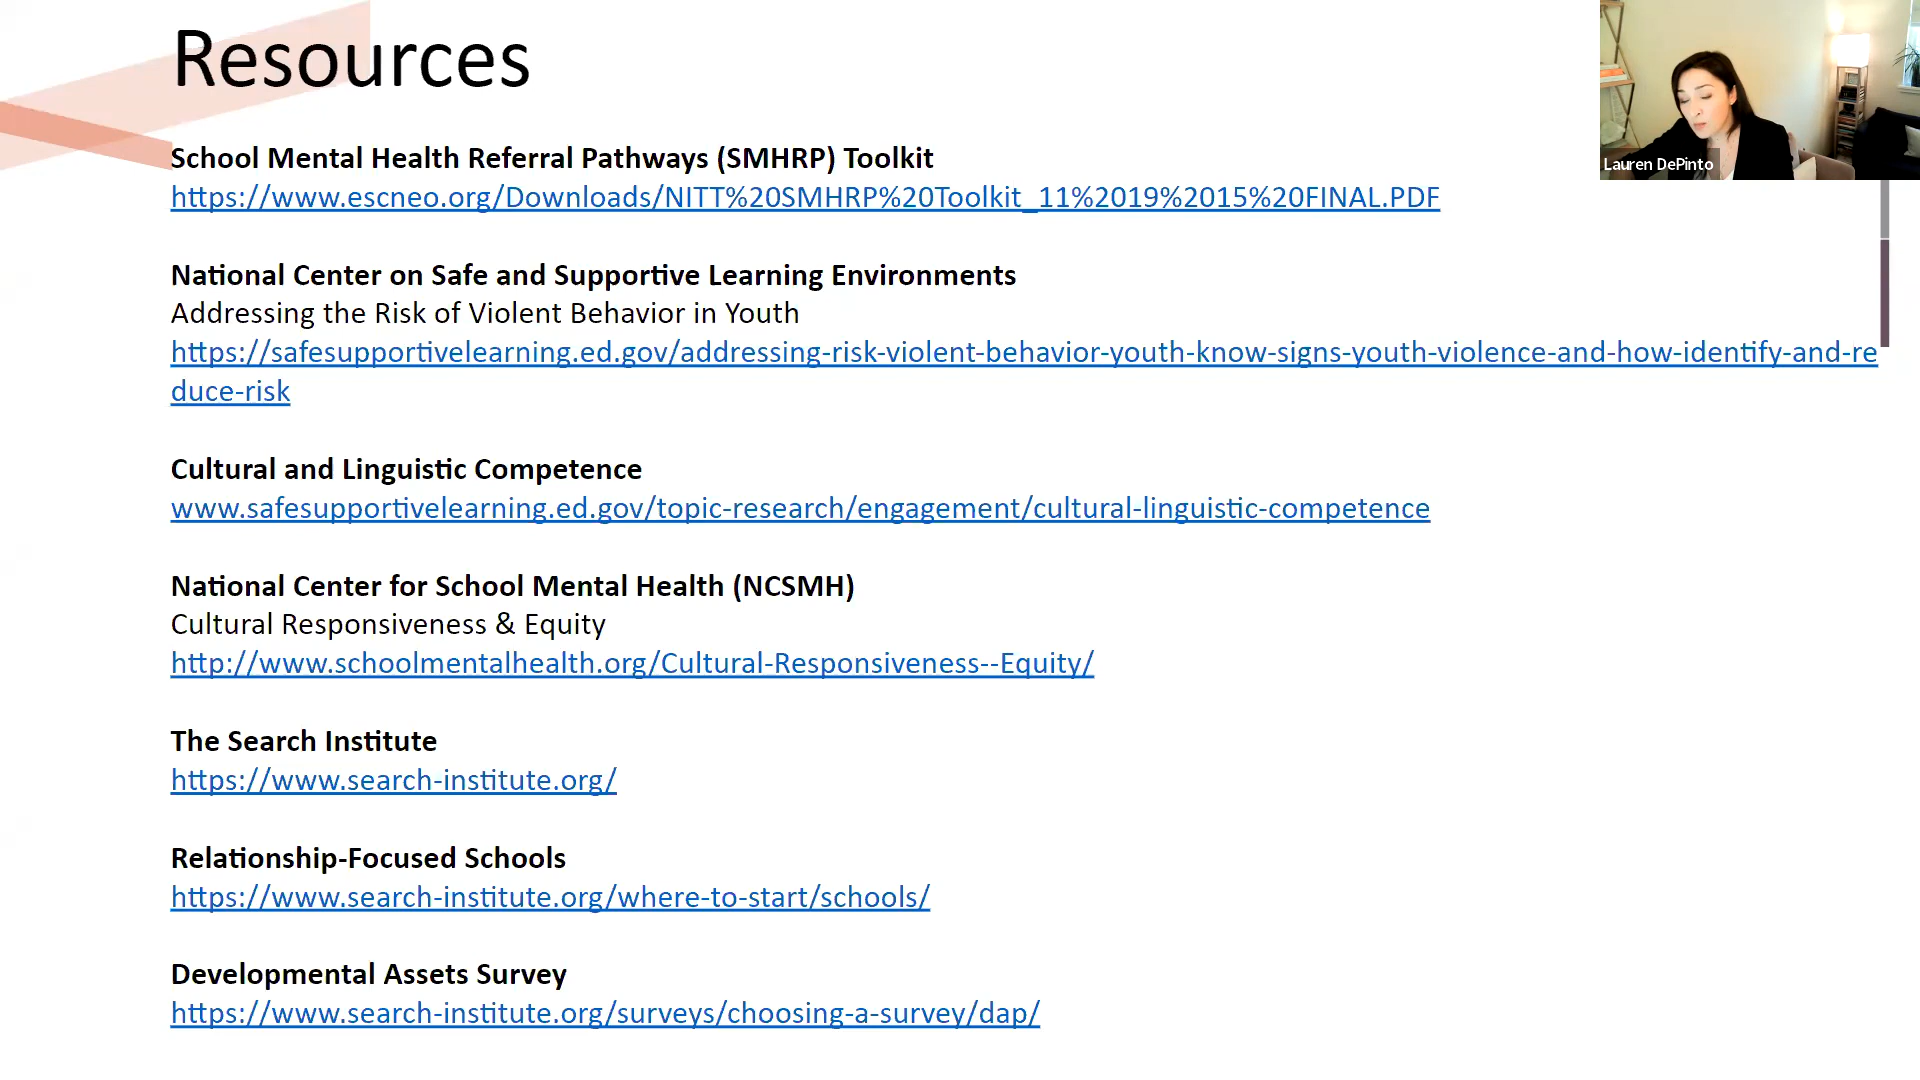 Resources
School Mental Health Referral Pathways (SMHRP) Toolkit
https://www.escneo.org/Downloads/NITT%20SMHRP%20Toolkit_11%2019%2015%20FINAL.PDF
National Center on Safe and Supportive Learning Environments
Addressing the Risk of Violent Behavior in Youth
https://safesupportivelearning.ed.gov/addressing-risk-violent-behavior-youth-know-signs-youth-violence-and-how-identify-and-re
duce-risk
Cultural and Linguistic Competence
www.safesupportivelearning.ed.gov/topic-research/engagement/cultural-linguistic-competence
National Center for School Mental Health (NCSMH)
Cultural Responsiveness & Equity
http://www.schoolmentalhealth.org/Cultural-Responsiveness--Equity/
The Search Institute
https://www.search-institute.org/
Relationship-Focused Schools
https://www.search-institute.org/where-to-start/schools/
Developmental Assets Survey
https://www.search-institute.org/surveys/choosing-a-survey/dap/
Lauren DePinto